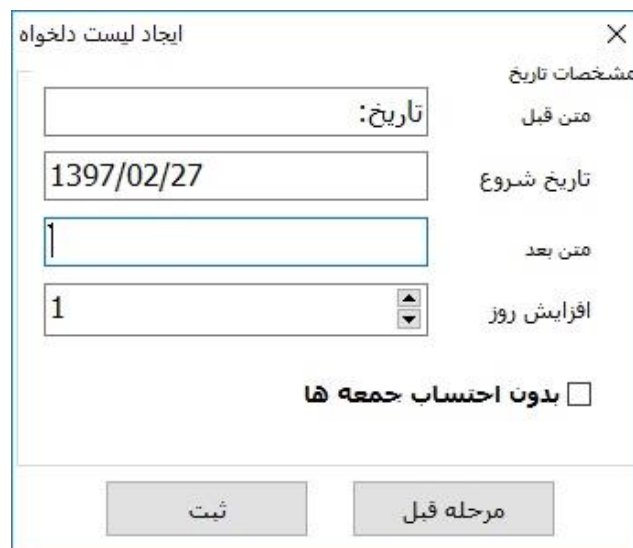 ایجاد لیست دلخواه
مشخصات تاریخ
متن قبل
تاریخ:
تاریخ شروع
1397/02/27
متن بعد
افزایش روز
1
بدون احتساب جمعه ها
مرحله قبل
ثبت